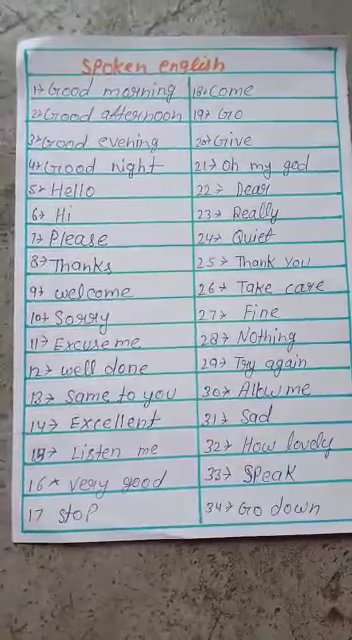 Spoken english
1→ Good morning
2→ Good afternoon
3→ Good evening
4→ Good night
5→ Hello
6→ Hi
7→ Please
8→ Thanks
9→ welcome
10→ Sorry
11→ Excuse me
12→ well done
13→ Same to you
14→ Excellent
15→ Listen me
16→ very good
17 Stop
18→ Come
19→ Go
20→ Give
21→ oh my god
22→ Dear
23→ Really
24→ Quiet
25→ Thank you
26→ Take care
27→ Fine
28→ Nothing
29→ Try again
30→ Allow me
31→ Sad
32→ How lovely
33→ Speak
34→ Go down